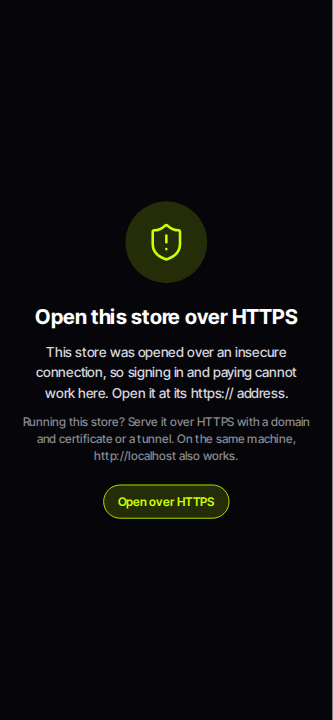 Open this store over HTTPS
This store was opened over an insecure
connection, so signing in and paying cannot
work here. Open it at its https:// address.
Running this store? Serve it over HTTPS with a domain
and certificate or a tunnel. On the same machine,
http://localhost also works.
Open over HTTPS